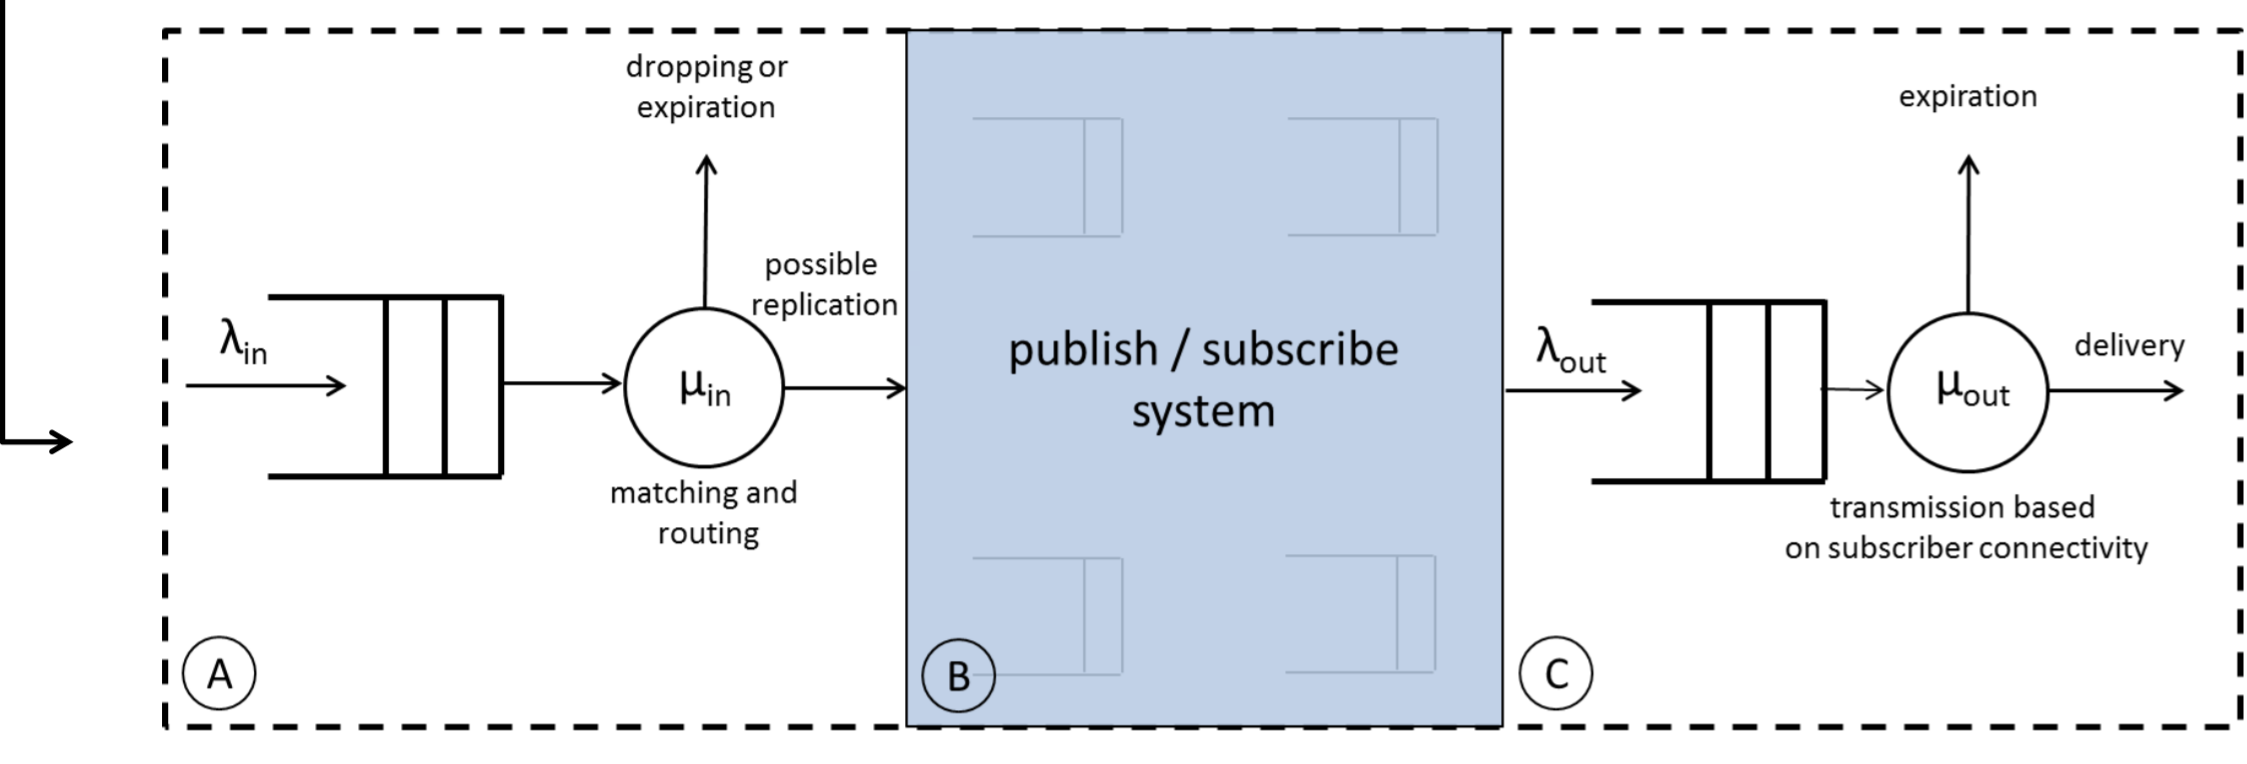 dropping or
expiration
possible
replication
λin
μin
matching and
routing
A
publish / subscribe
system
B
expiration
λout
μout
delivery
transmission based
on subscriber connectivity
C